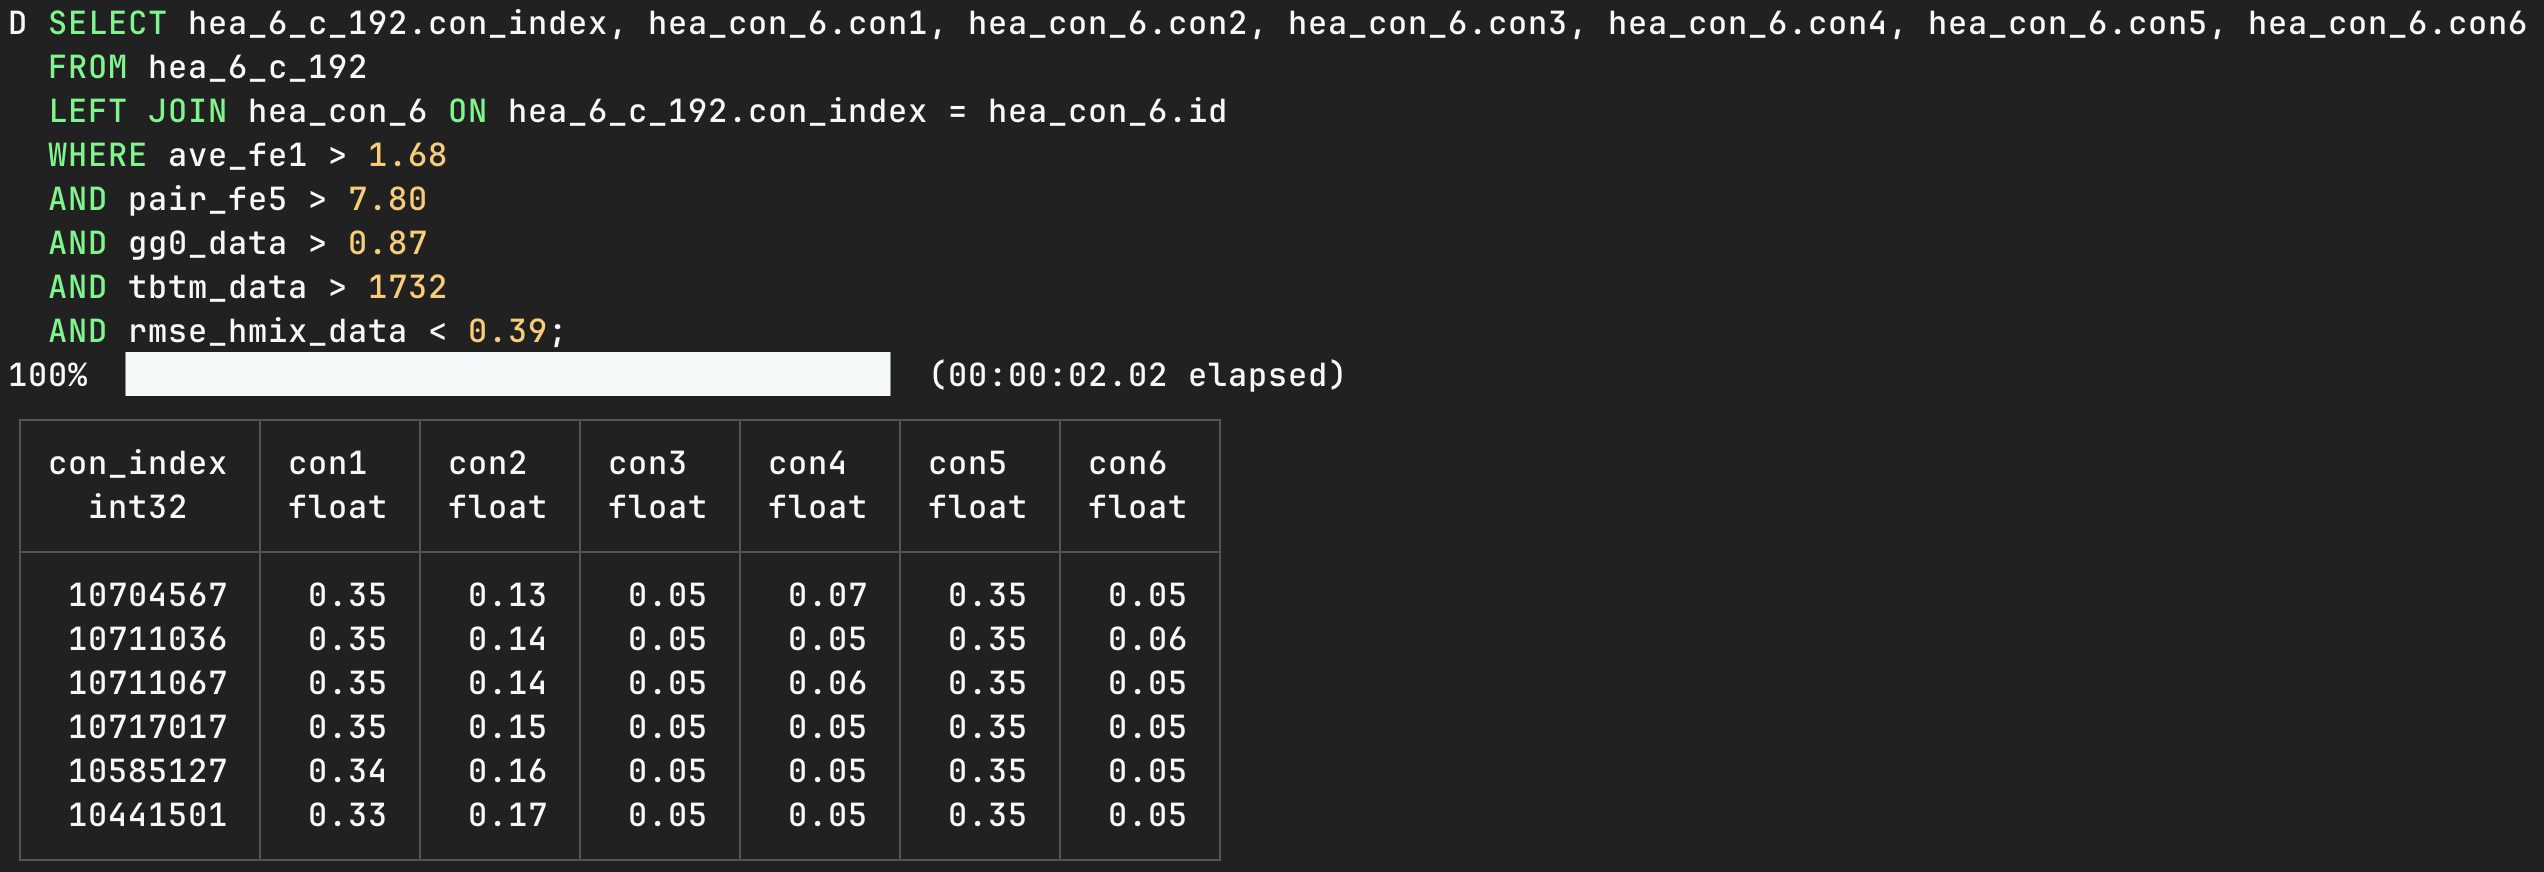 D SELECT hea_6_c_192.con_index, hea_con_6.con1, hea_con_6.con2, hea_con_6.con3, hea_con_6.con4, hea_con_6.con5, hea_con_6.con6
FROM hea_6_c_192
LEFT JOIN hea_con_6 ON hea_6_c_192.con_index = hea_con_6.id
WHERE ave_fe1 > 1.68
AND pair_fe5 > 7.80
AND gg0_data > 0.87
AND tbtm_data > 1732
AND rmse_hmix_data < 0.39;
100% (00:00:02.02 elapsed)
con_index con1 con2 con3 con4 con5 con6
int32 float float float float float float
10704567 0.35 0.13 0.05 0.07 0.35 0.05
10711036 0.35 0.14 0.05 0.05 0.35 0.06
10711067 0.35 0.14 0.05 0.06 0.35 0.05
10717017 0.35 0.15 0.05 0.05 0.35 0.05
10585127 0.34 0.16 0.05 0.05 0.35 0.05
10441501 0.33 0.17 0.05 0.05 0.35 0.05